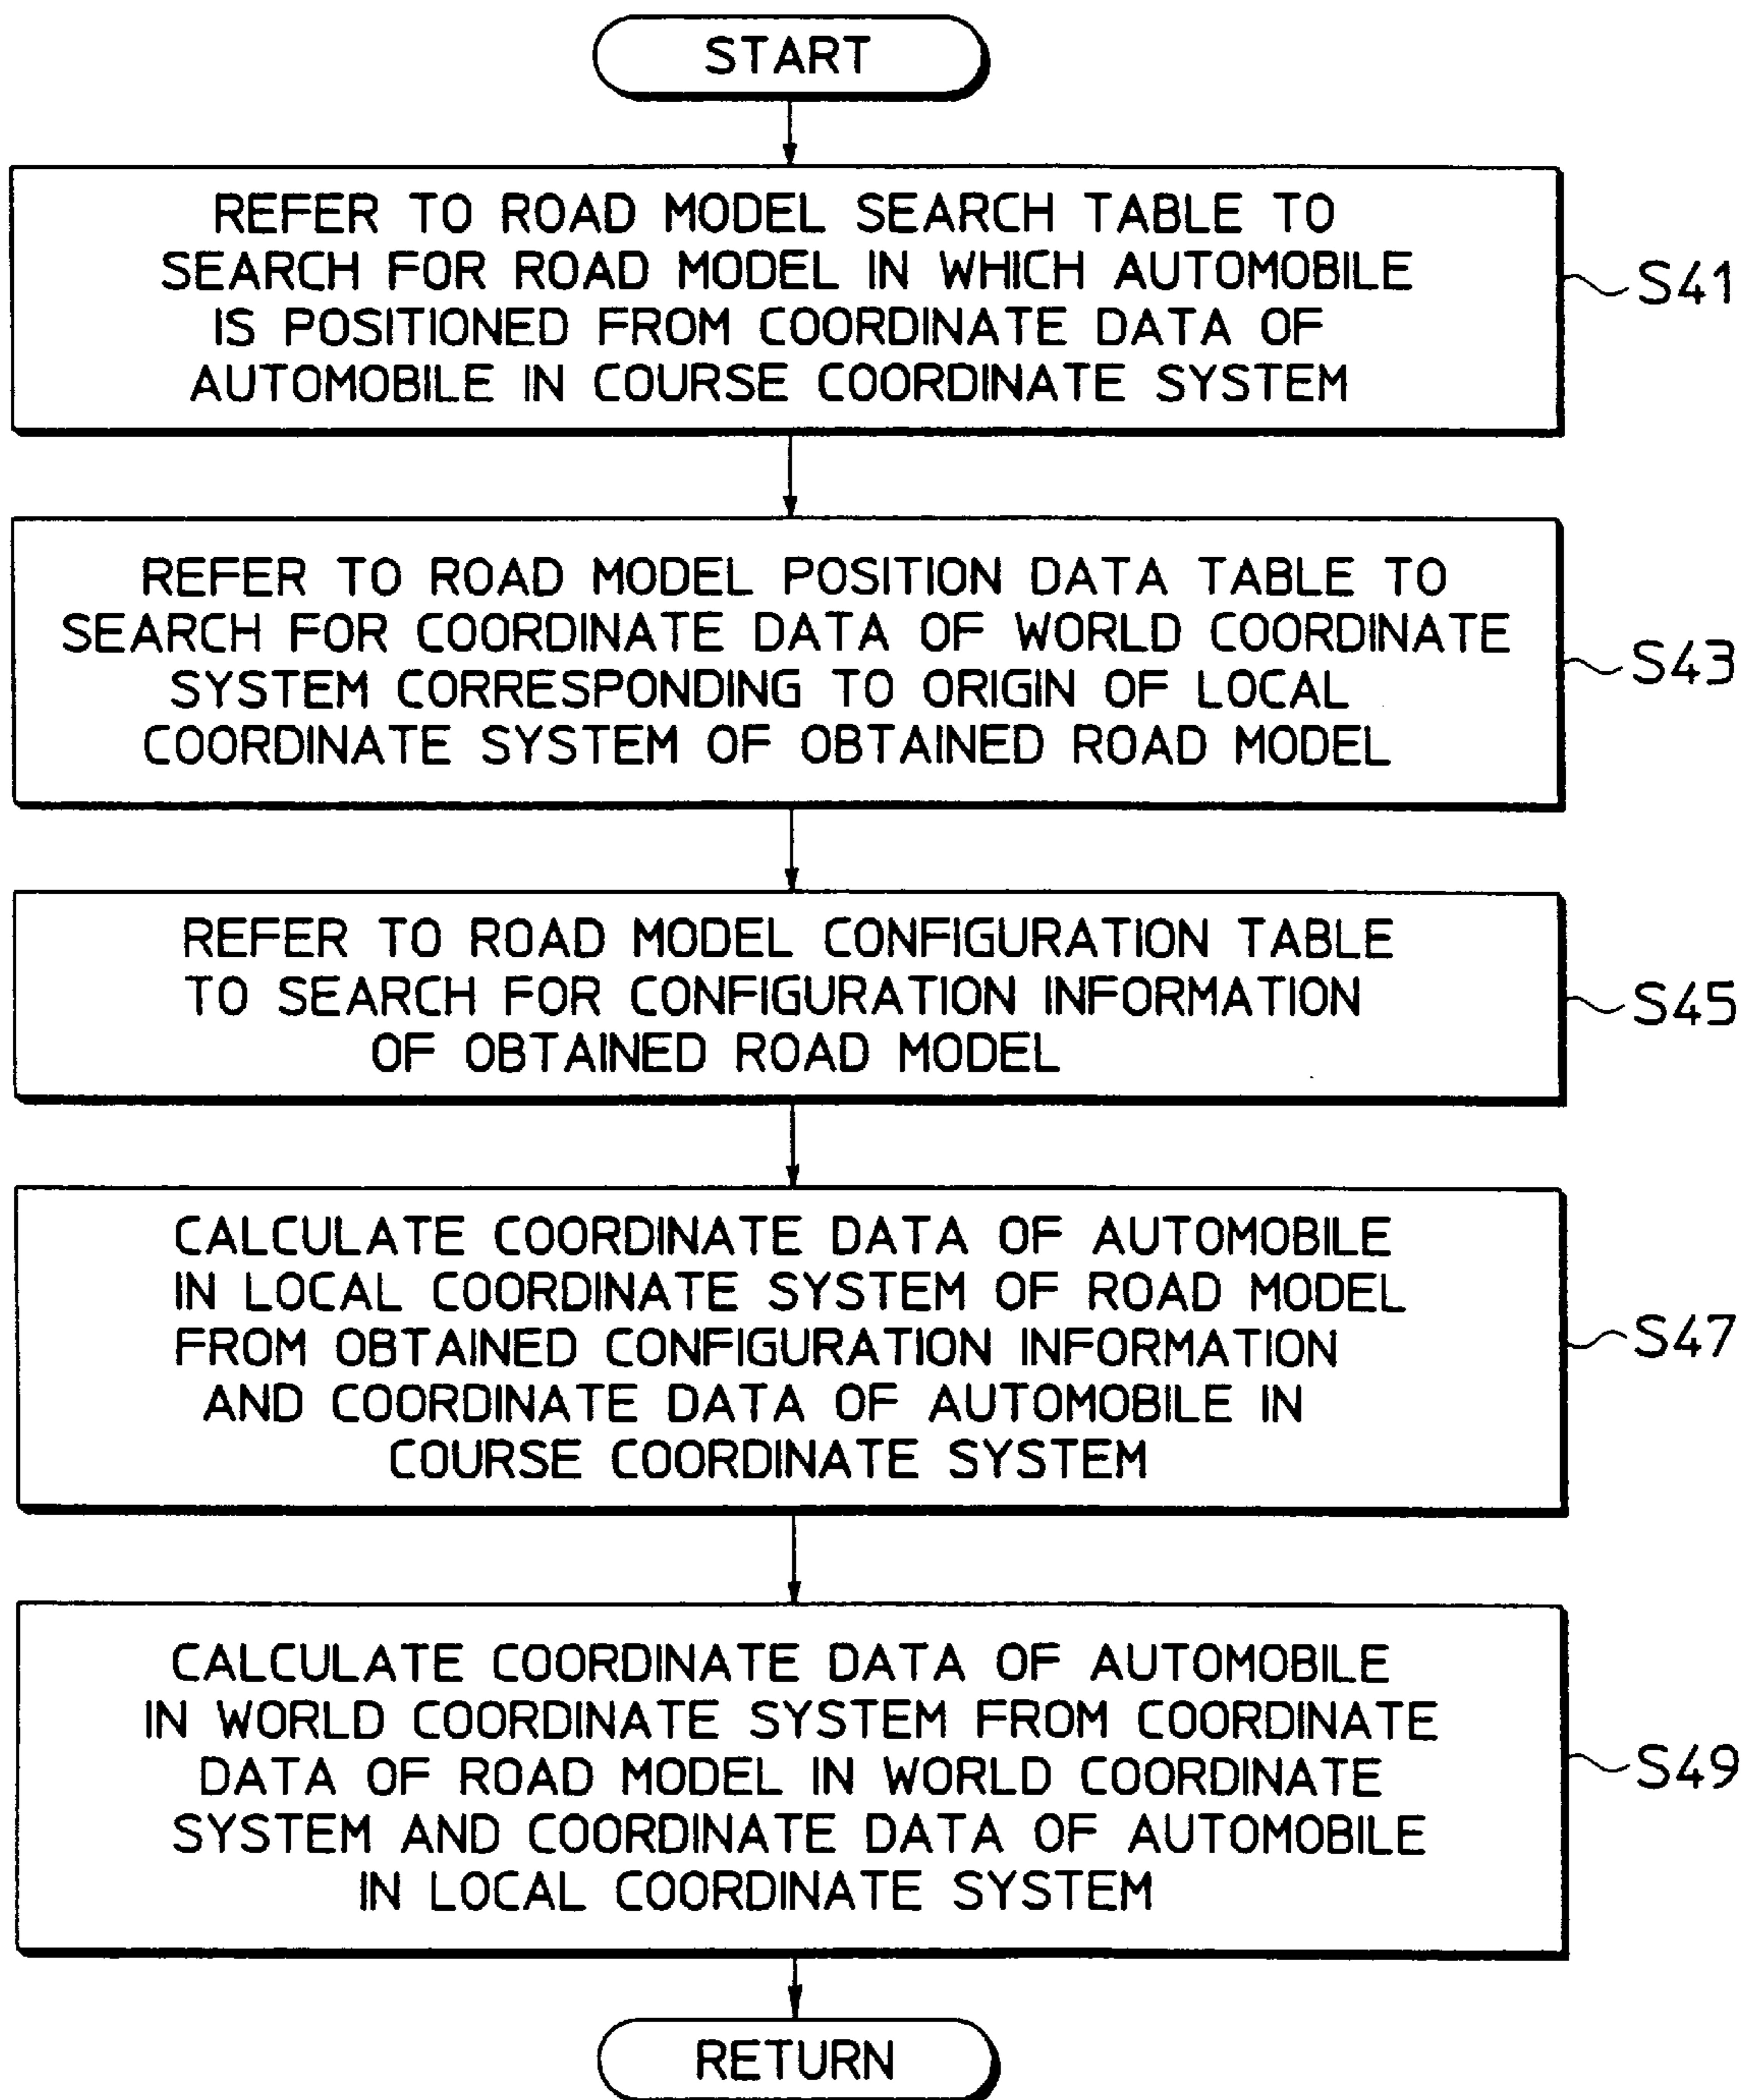 START
REFER TO ROAD MODEL SEARCH TABLE TO
SEARCH FOR ROAD MODEL IN WHICH AUTOMOBILE
IS POSITIONED FROM COORDINATE DATA OF
AUTOMOBILE IN COURSE COORDINATE SYSTEM
S41
REFER TO ROAD MODEL POSITION DATA TABLE TO
SEARCH FOR COORDINATE DATA OF WORLD COORDINATE
SYSTEM CORRESPONDING TO ORIGIN OF LOCAL
COORDINATE SYSTEM OF OBTAINED ROAD MODEL
S43
REFER TO ROAD MODEL CONFIGURATION TABLE
TO SEARCH FOR CONFIGURATION INFORMATION
OF OBTAINED ROAD MODEL
S45
CALCULATE COORDINATE DATA OF AUTOMOBILE
IN LOCAL COORDINATE SYSTEM OF ROAD MODEL
FROM OBTAINED CONFIGURATION INFORMATION
AND COORDINATE DATA OF AUTOMOBILE IN
COURSE COORDINATE SYSTEM
S47
CALCULATE COORDINATE DATA OF AUTOMOBILE
IN WORLD COORDINATE SYSTEM FROM COORDINATE
DATA OF ROAD MODEL IN WORLD COORDINATE
SYSTEM AND COORDINATE DATA OF AUTOMOBILE
IN LOCAL COORDINATE SYSTEM
S49
RETURN